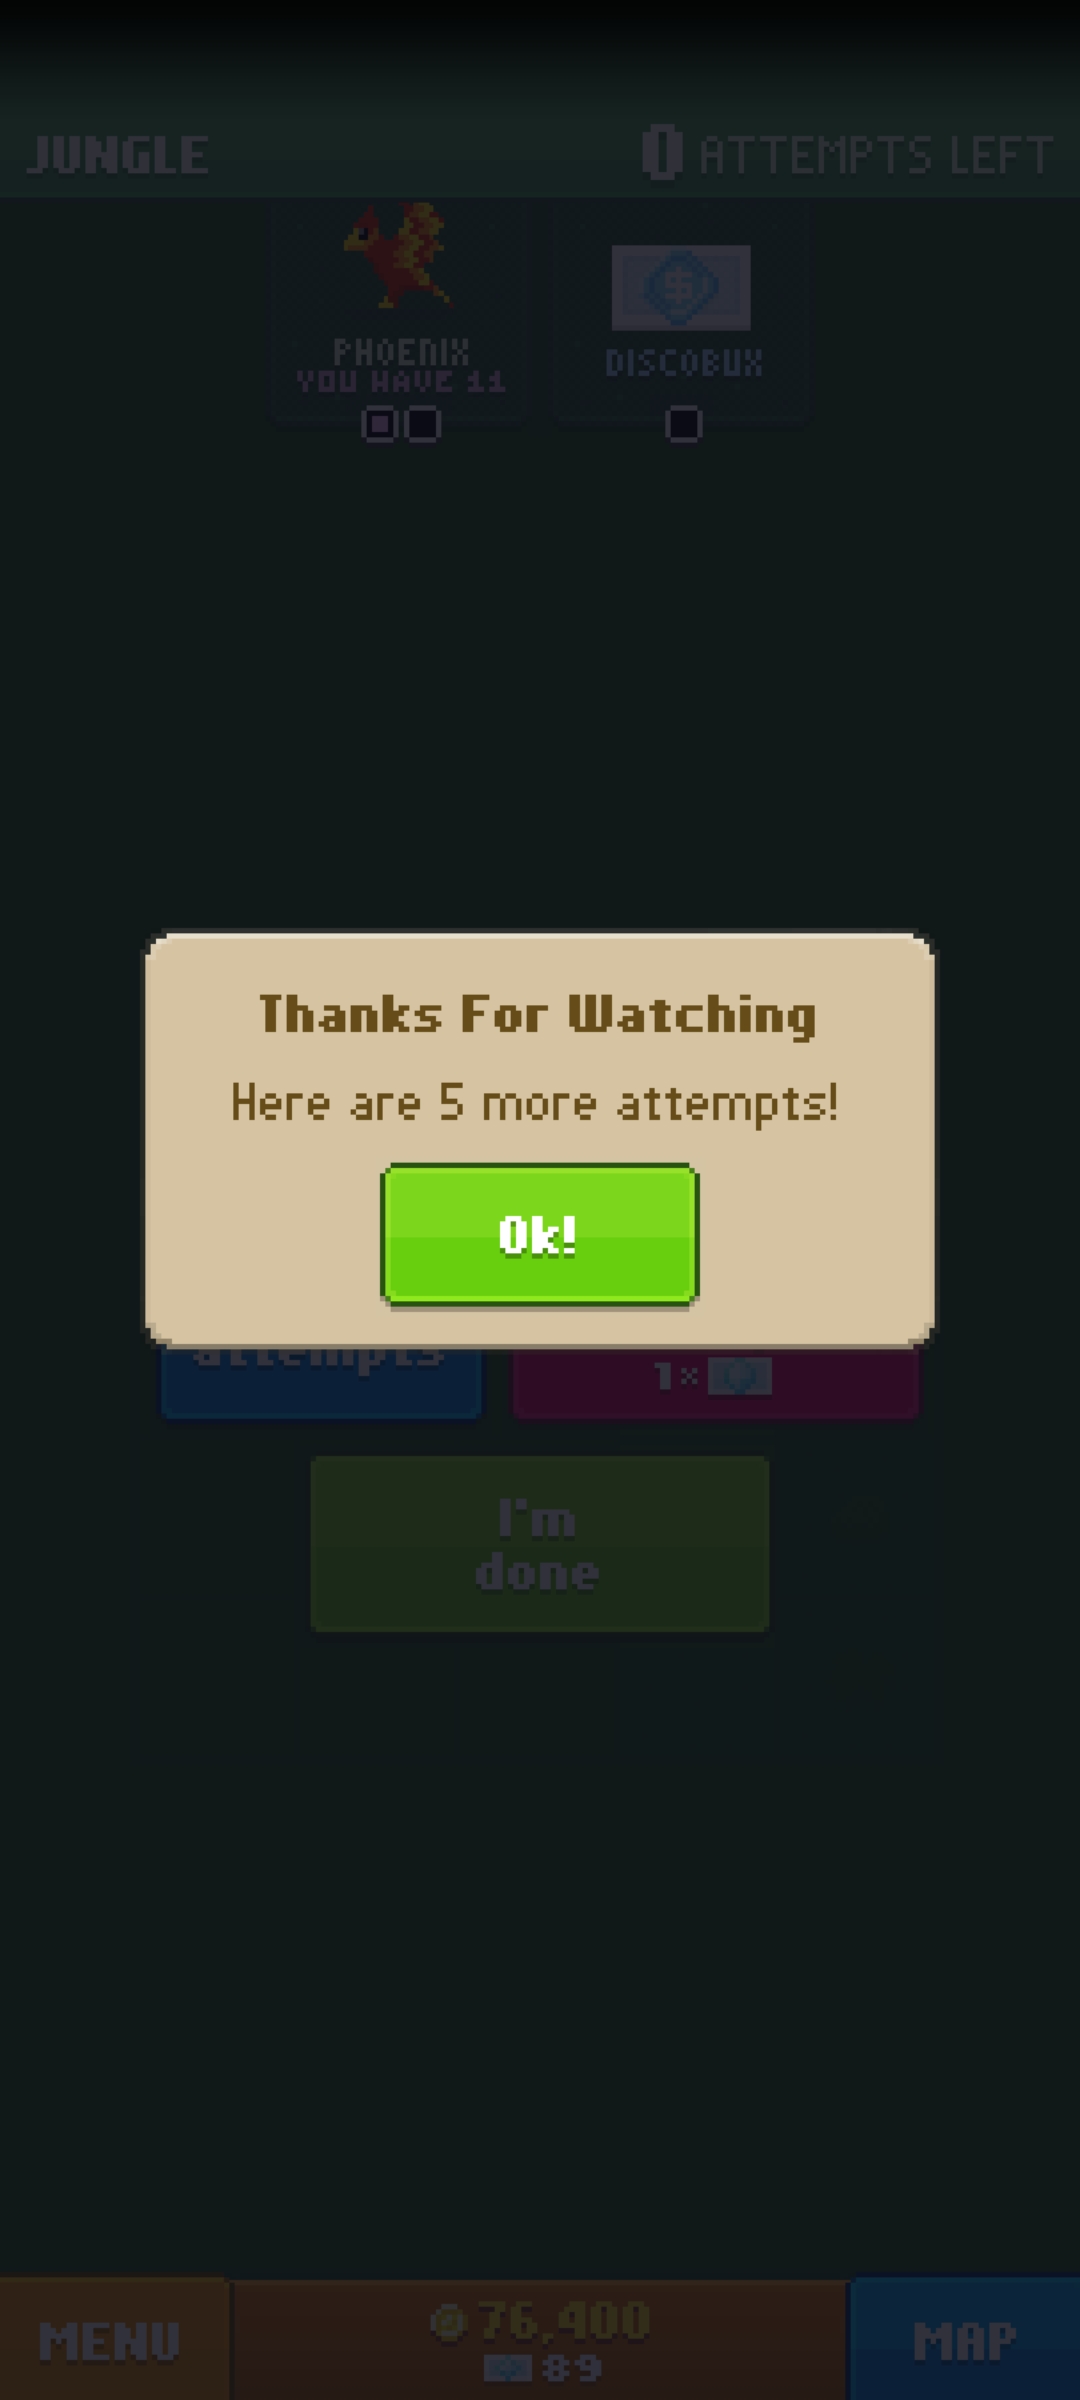 JUNGLE
0 ATTEMPTS LEFT
PHOENIX
YOU HAVE 11
DISCOBUX
Thanks For Watching
Here are 5 more attempts!
Ok!
attempts
1×
I'm
done
MENU
76,400
89
MAP